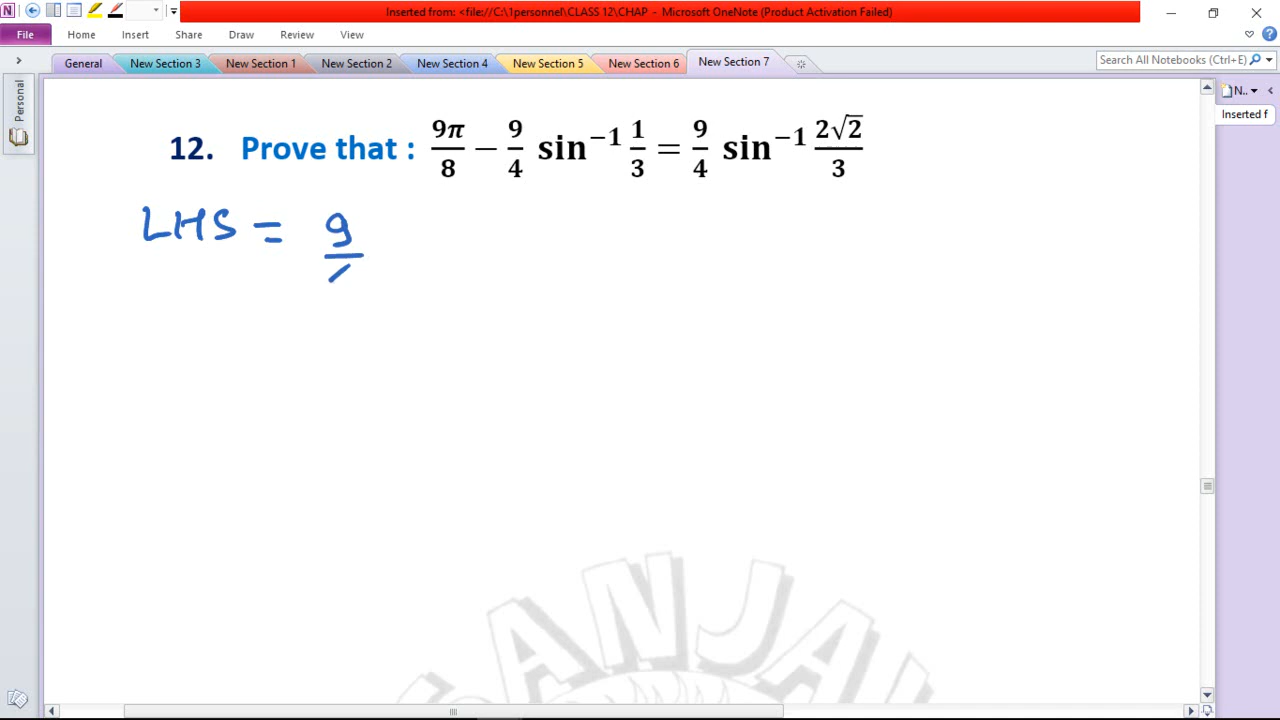 Inserted from: <file://C:\1personnel\CLASS 12\CHAP - Microsoft OneNote (Product Activation Failed)
File Home Insert Share Draw Review View
General New Section 3 New Section 1 New Section 2 New Section 4 New Section 5 New Section 6 New Section 7
Search All Notebooks (Ctrl+E)
Personal
N..
Inserted f
12. Prove that : 9π/8 − 9/4 sin⁻¹ 1/3 = 9/4 sin⁻¹ 2√2/3
LHS = 9
ANJAL